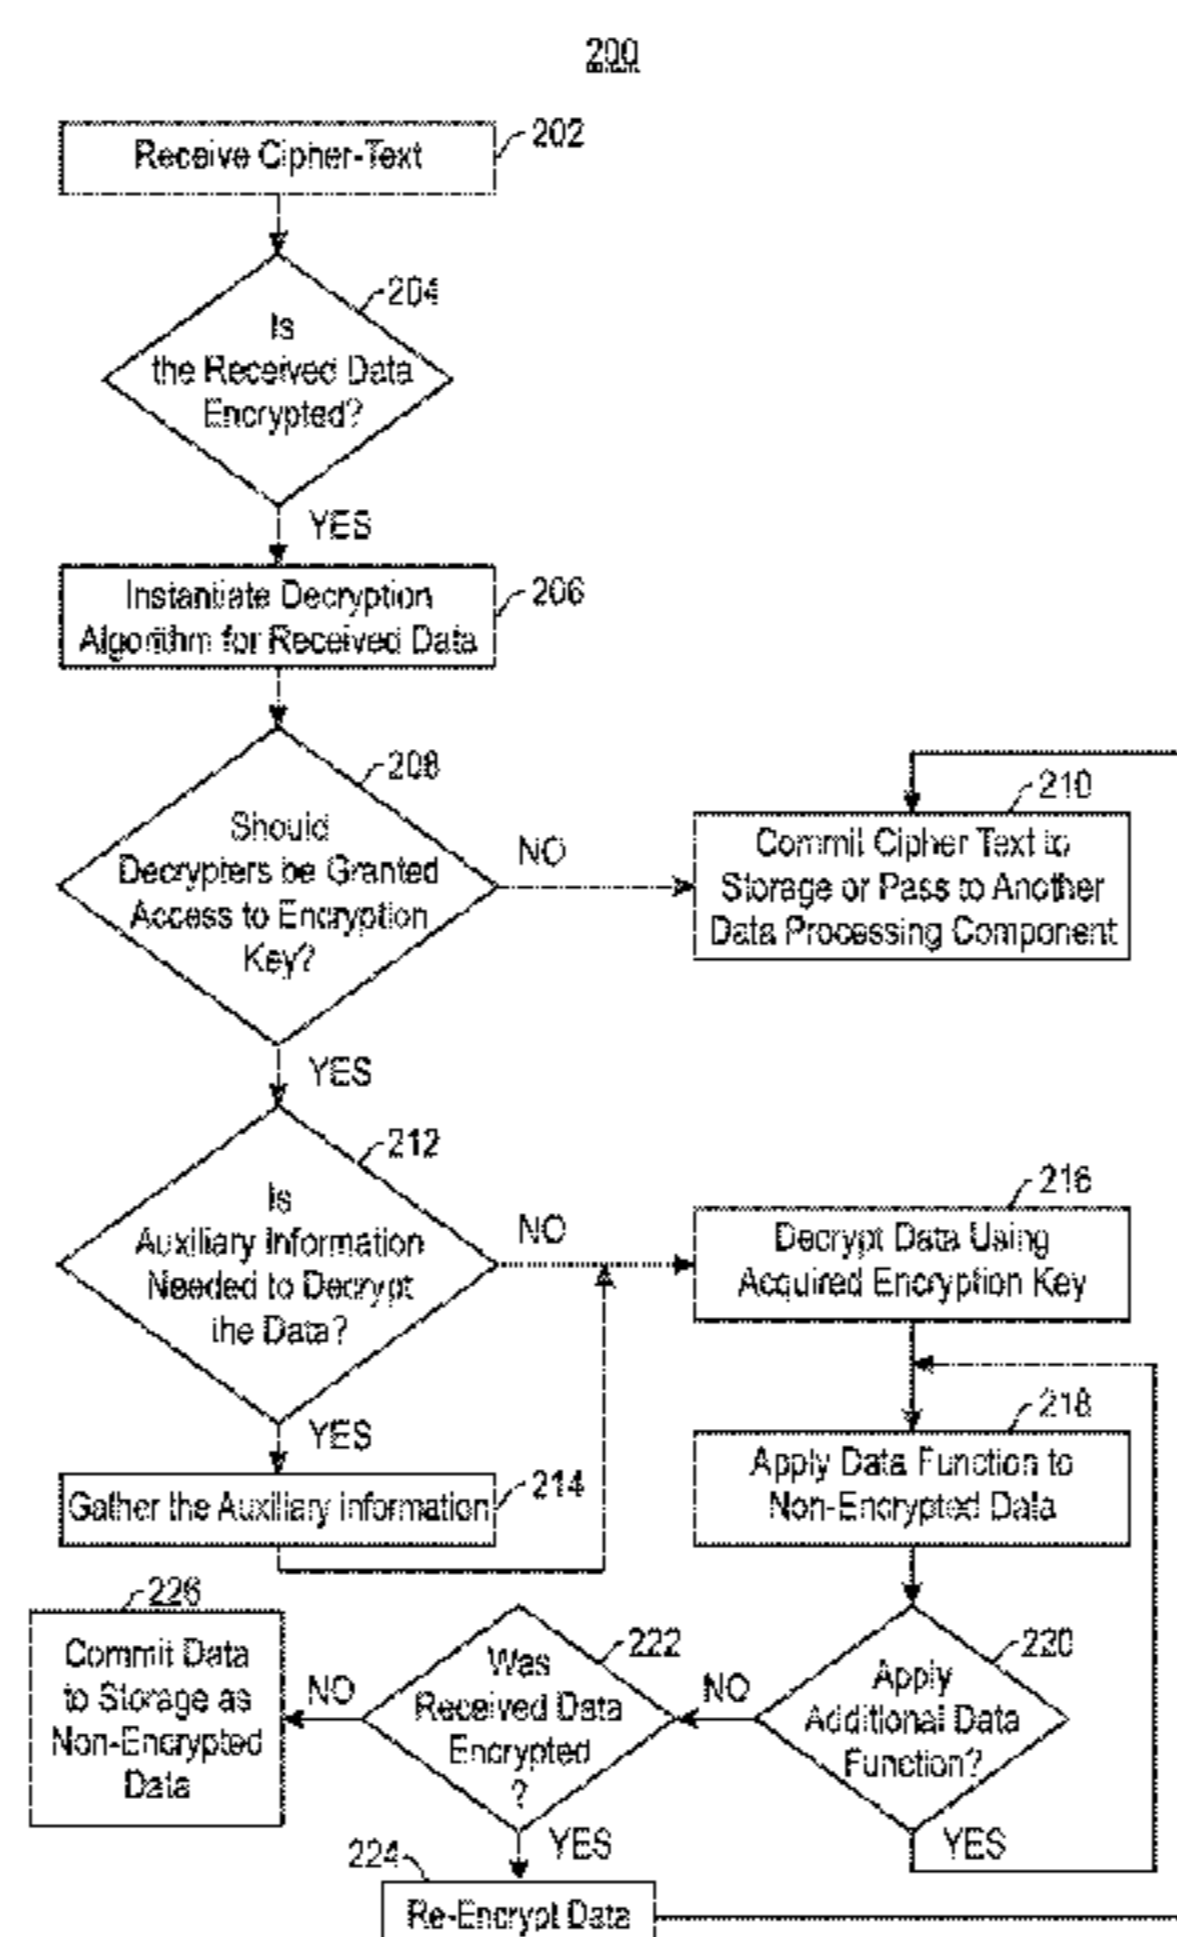 200
Receive Cipher-Text
202
204
Is
the Received Data
Encrypted?
YES
Instantiate Decryption
Algorithm for Received Data
206
208
Should
Decrypters be Granted
Access to Encryption
Key?
NO
210
Commit Cipher Text to
Storage or Pass to Another
Data Processing Component
YES
212
Is
Auxiliary Information
Needed to Decrypt
the Data?
NO
216
Decrypt Data Using
Acquired Encryption Key
YES
Gather the Auxiliary Information
214
218
Apply Data Function to
Non-Encrypted Data
220
Apply
Additional Data
Function?
YES
NO
222
Was
Received Data
Encrypted
?
NO
226
Commit Data
to Storage as
Non-Encrypted
Data
YES
224
Re-Encrypt Data